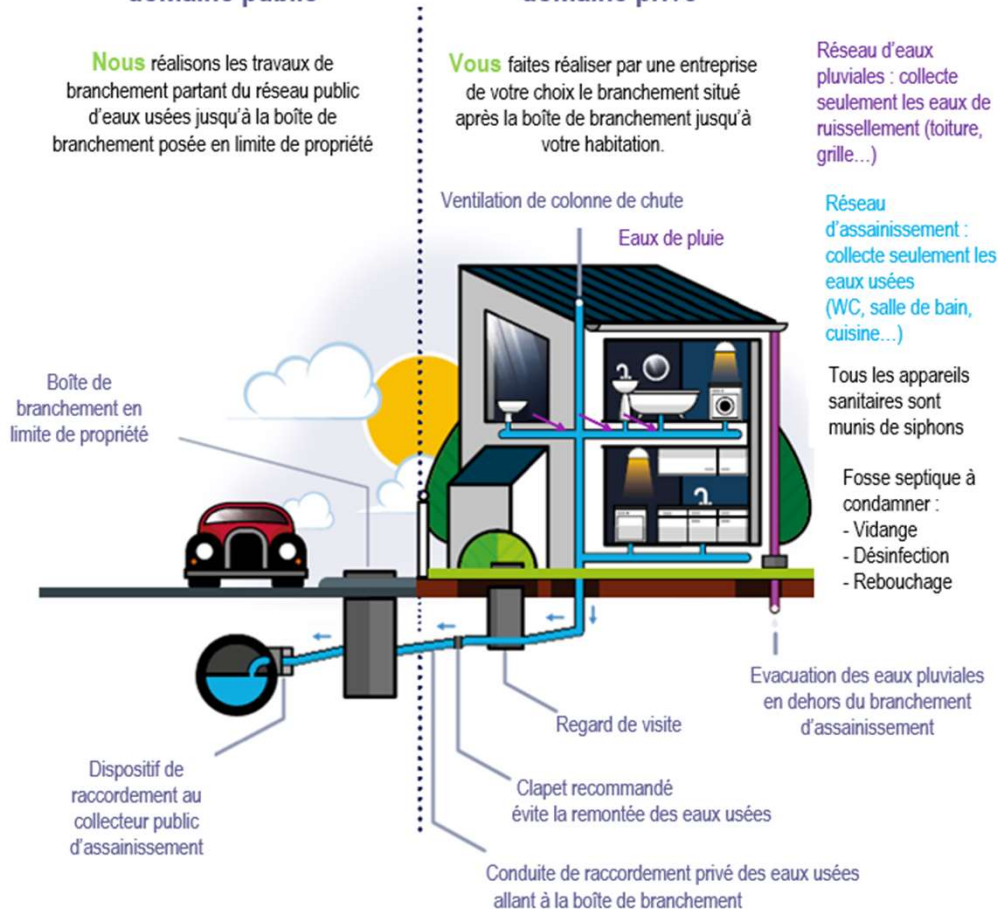 domaine public
domaine privé
Nous réalisons les travaux de
branchement partant du réseau public
d'eaux usées jusqu'à la boîte de
branchement posée en limite de propriété
Vous faites réaliser par une entreprise
de votre choix le branchement situé
après la boîte de branchement jusqu'à
votre habitation.
Réseau d'eaux
pluviales : collecte
seulement les eaux de
ruissellement (toiture,
grille...)
Ventilation de colonne de chute
Eaux de pluie
Réseau
d'assainissement :
collecte seulement les
eaux usées
(WC, salle de bain,
cuisine...)
Boîte de
branchement en
limite de propriété
Tous les appareils
sanitaires sont
munis de siphons
Fosse septique à
condamner :
- Vidange
- Désinfection
- Rebouchage
Evacuation des eaux pluviales
en dehors du branchement
d'assainissement
Regard de visite
Dispositif de
raccordement au
collecteur public
d'assainissement
Clapet recommandé
évite la remontée des eaux usées
Conduite de raccordement privé des eaux usées
allant à la boîte de branchement